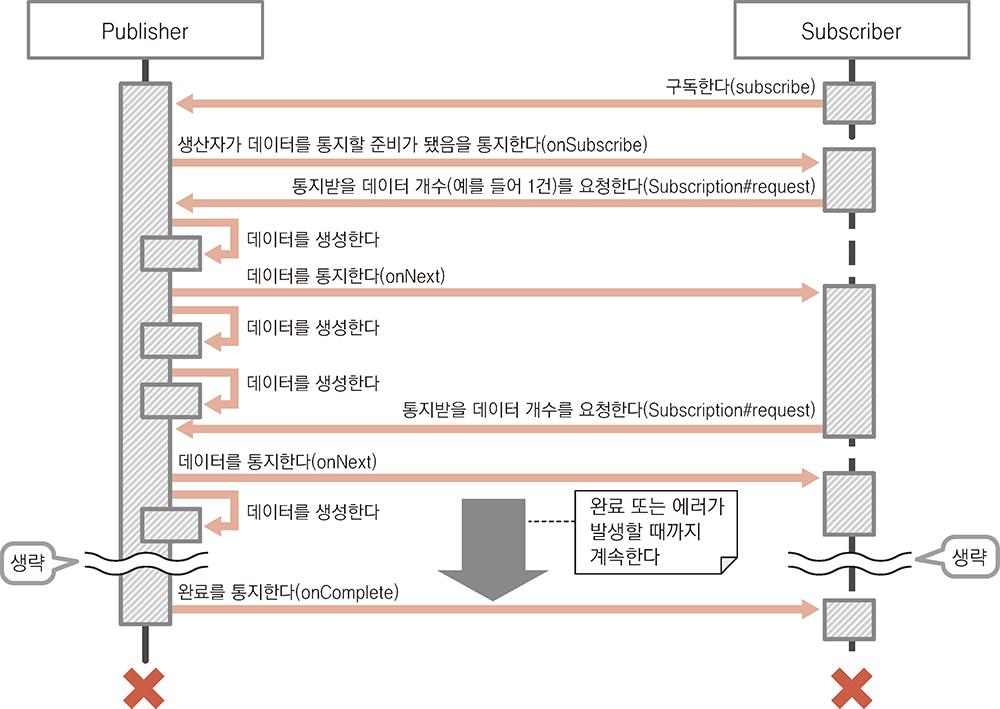 Publisher
Subscriber
구독한다(subscribe)
생산자가 데이터를 통지할 준비가 됐음을 통지한다(onSubscribe)
통지받을 데이터 개수(예를 들어 1건)를 요청한다(Subscription#request)
데이터를 생성한다
데이터를 통지한다(onNext)
데이터를 생성한다
데이터를 생성한다
통지받을 데이터 개수를 요청한다(Subscription#request)
데이터를 통지한다(onNext)
데이터를 생성한다
완료 또는 에러가
발생할 때까지
계속한다
생략
생략
완료를 통지한다(onComplete)